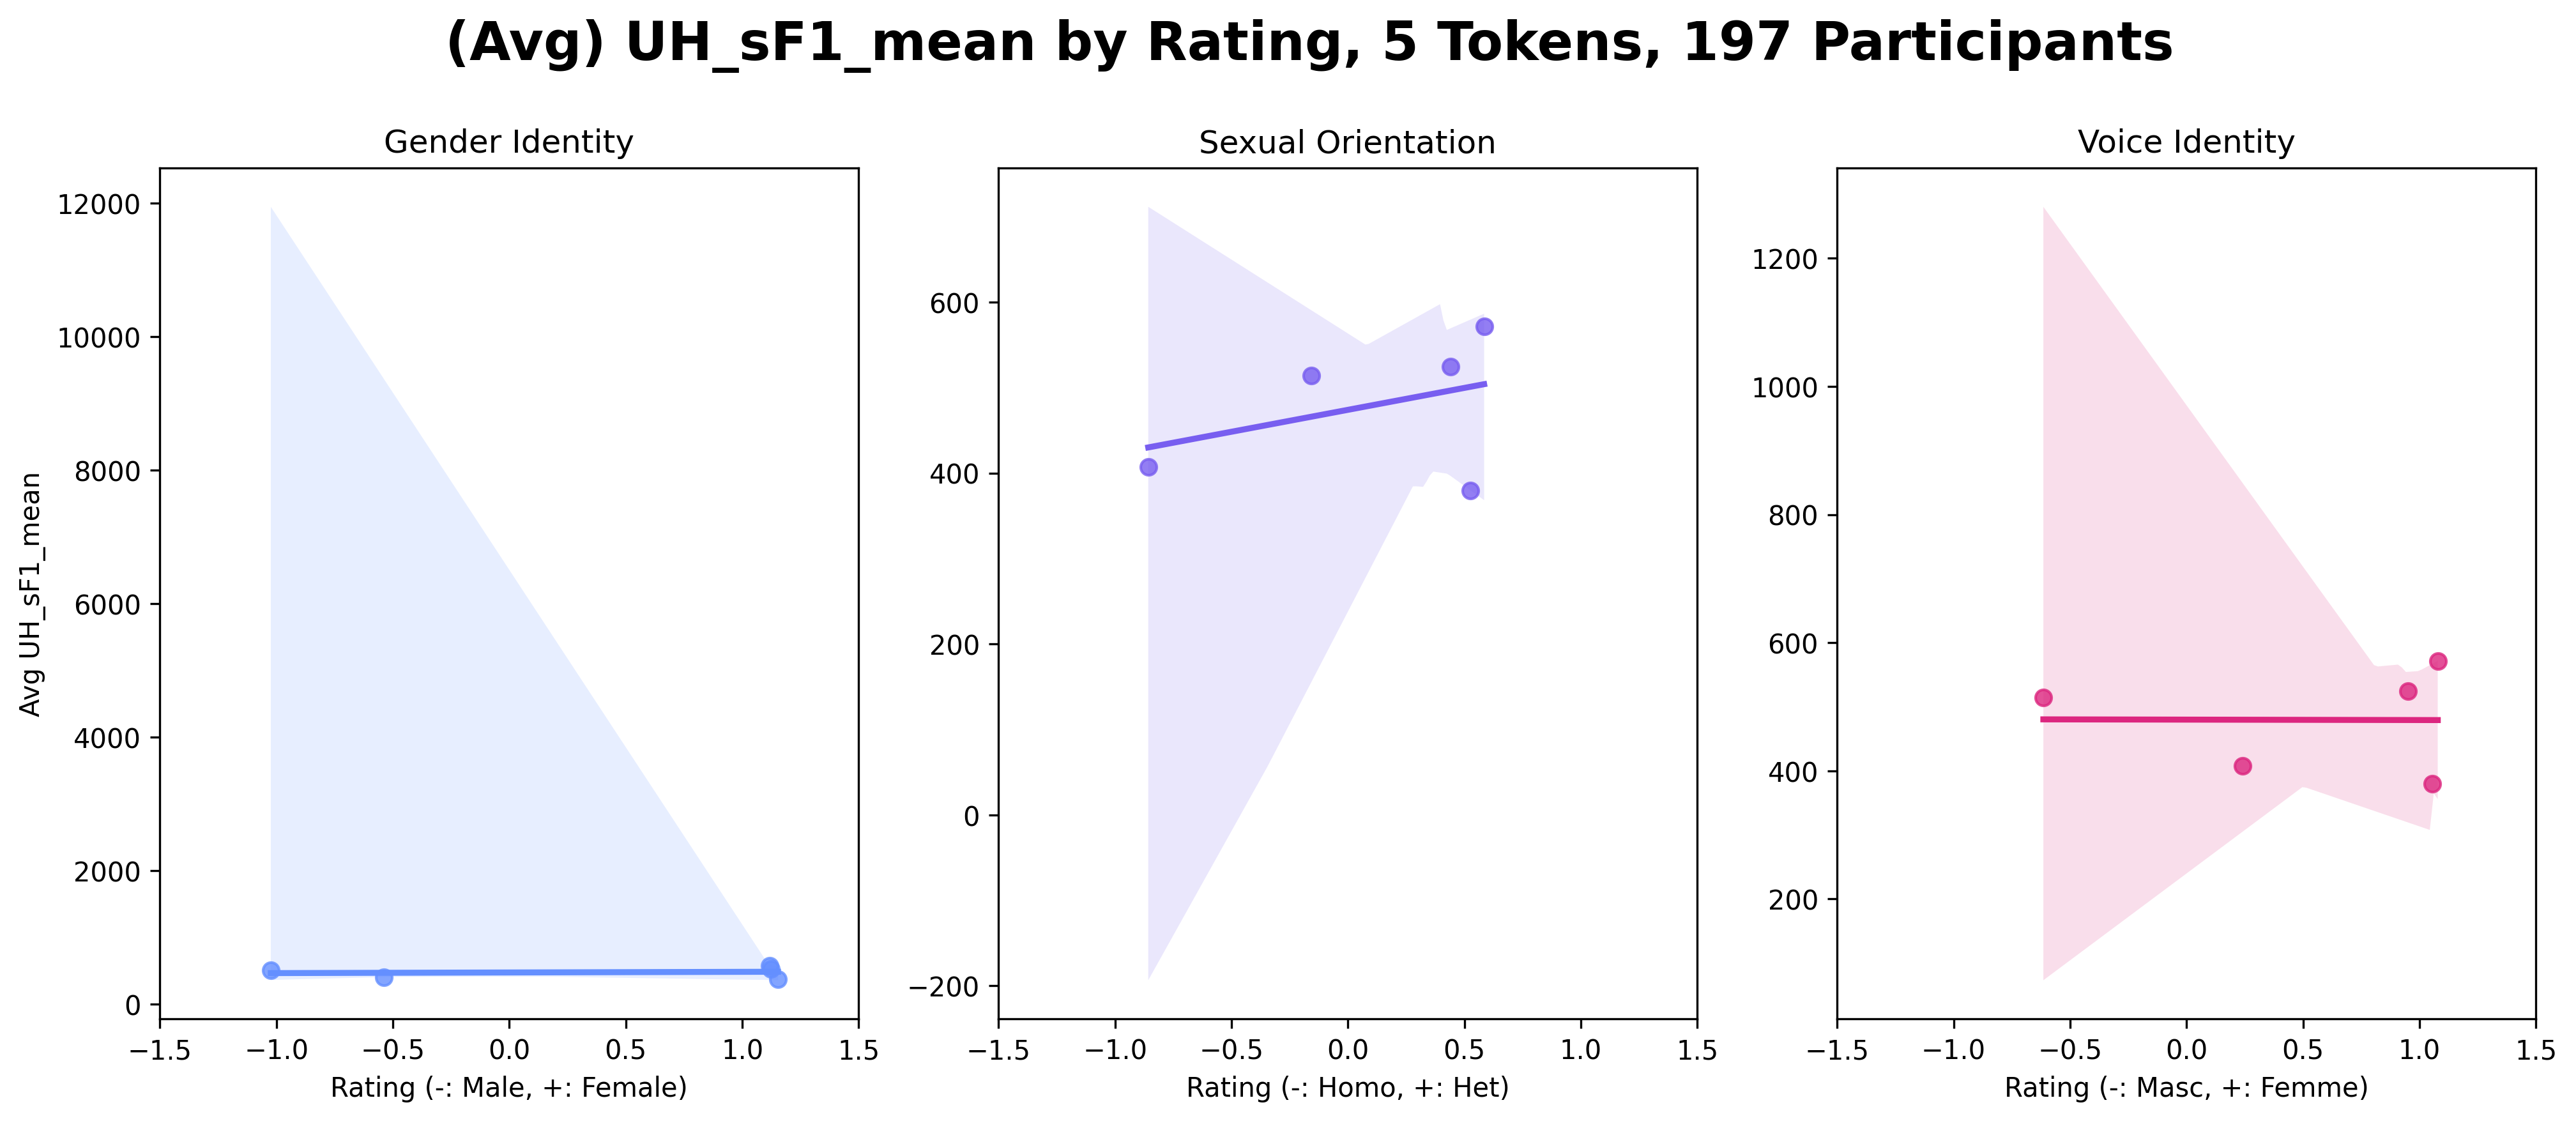 (Avg) UH_sF1_mean by Rating, 5 Tokens, 197 Participants
Gender Identity
Avg UH_sF1_mean
12000
10000
8000
6000
4000
2000
0
−1.5 −1.0 −0.5 0.0 0.5 1.0 1.5
Rating (-: Male, +: Female)
Sexual Orientation
600
400
200
0
−200
−1.5 −1.0 −0.5 0.0 0.5 1.0 1.5
Rating (-: Homo, +: Het)
Voice Identity
1200
1000
800
600
400
200
−1.5 −1.0 −0.5 0.0 0.5 1.0 1.5
Rating (-: Masc, +: Femme)